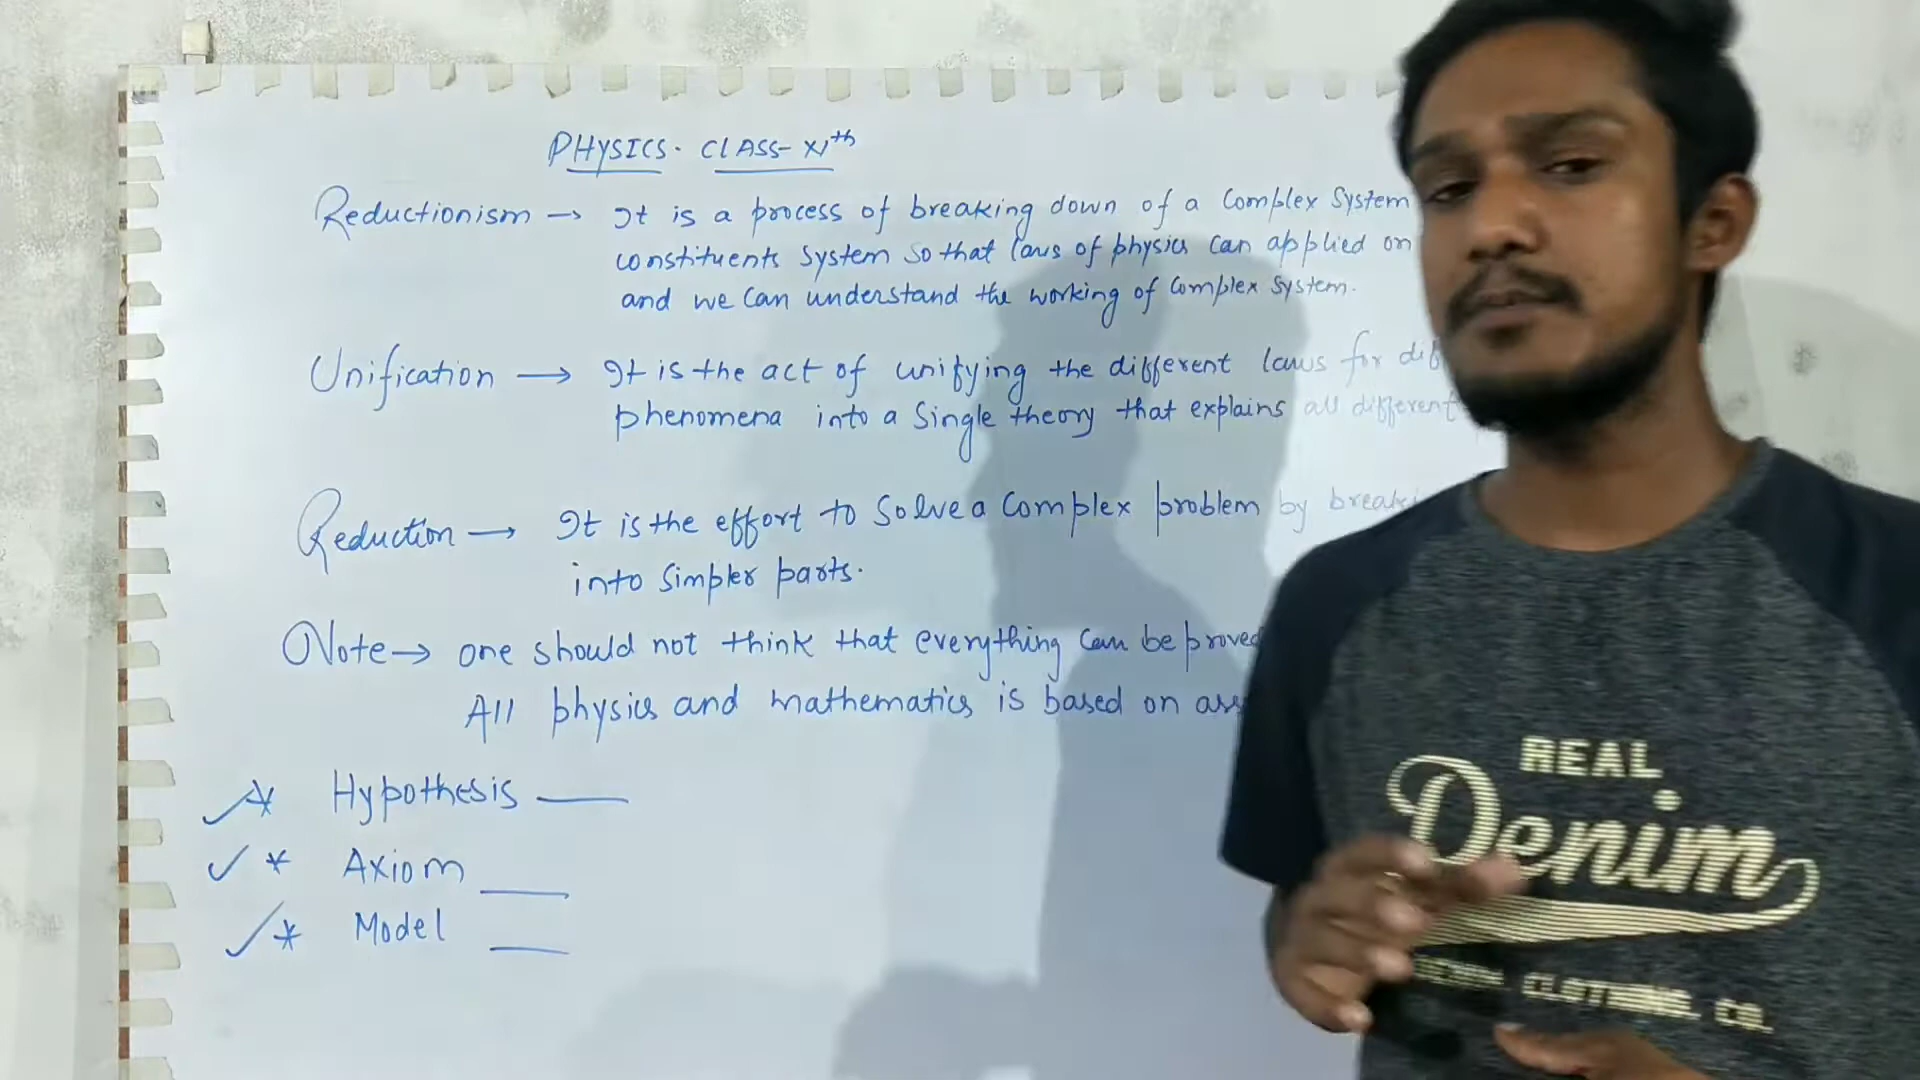 PHYSICS. CLASS- XIth
Reductionism → It is a process of breaking down of a Complex System
constituents system so that laws of physics can applied on
and we can understand the working of complex system.
Unification → It is the act of unifying the different laws for
phenomena into a single theory that explains all different
Reduction → It is the effort to solve a complex problem by
into simpler parts.
Note → one should not think that everything can be proved
All physics and mathematics is based on
✓* Hypothesis —
✓* Axiom —
✓* Model —
REAL
Denim
CLOTHING. CO.